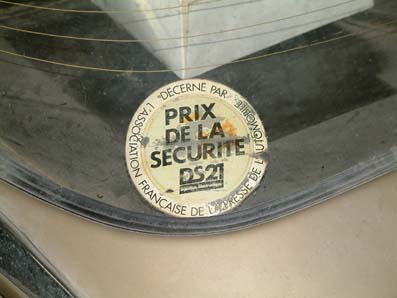 DÉCERNÉ PAR
L'ASSOCIATION FRANÇAISE DE LA PRESSE DE L'AUTOMOBILE
PRIX
DE LA
SECURITE
DS21